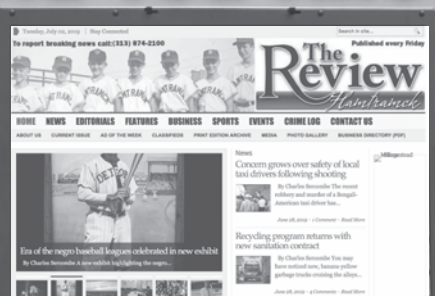 Tuesday, July 02, 2019 | Stay Connected
Search in site...
To report breaking news call:(313) 874-2100
Published every Friday
The
Review
Hamtramck
HOME NEWS EDITORIALS FEATURES BUSINESS SPORTS EVENTS CRIME LOG CONTACT US
ABOUT US CURRENT ISSUE AD OF THE WEEK CLASSIFIEDS PRINT EDITION ARCHIVE MEDIA PHOTO GALLERY BUSINESS DIRECTORY (PDF)
DETROIT
Era of the negro baseball leagues celebrated in new exhibit
By Charles Sercombe A new exhibit highlighting the negro...
News
Concern grows over safety of local
taxi drivers following shooting
By Charles Sercombe The recent
robbery and murder of a Bengali-
American taxi driver has...
June 28, 2019 - 1 Comment - Read More
Recycling program returns with
new sanitation contract
By Charles Sercombe You may
have noticed new, banana-yellow
garbage trucks cruising the alleys...
June 28, 2019 - 0 Comments - Read More